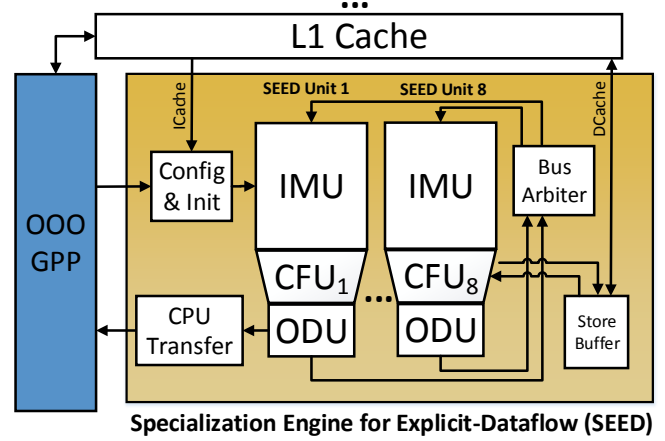 ...
L1 Cache
ICache
SEED Unit 1
SEED Unit 8
DCache
OOO
GPP
Config
& Init
IMU
IMU
Bus
Arbiter
CFU1
...
CFU8
CPU
Transfer
ODU
ODU
Store
Buffer
Specialization Engine for Explicit-Dataflow (SEED)